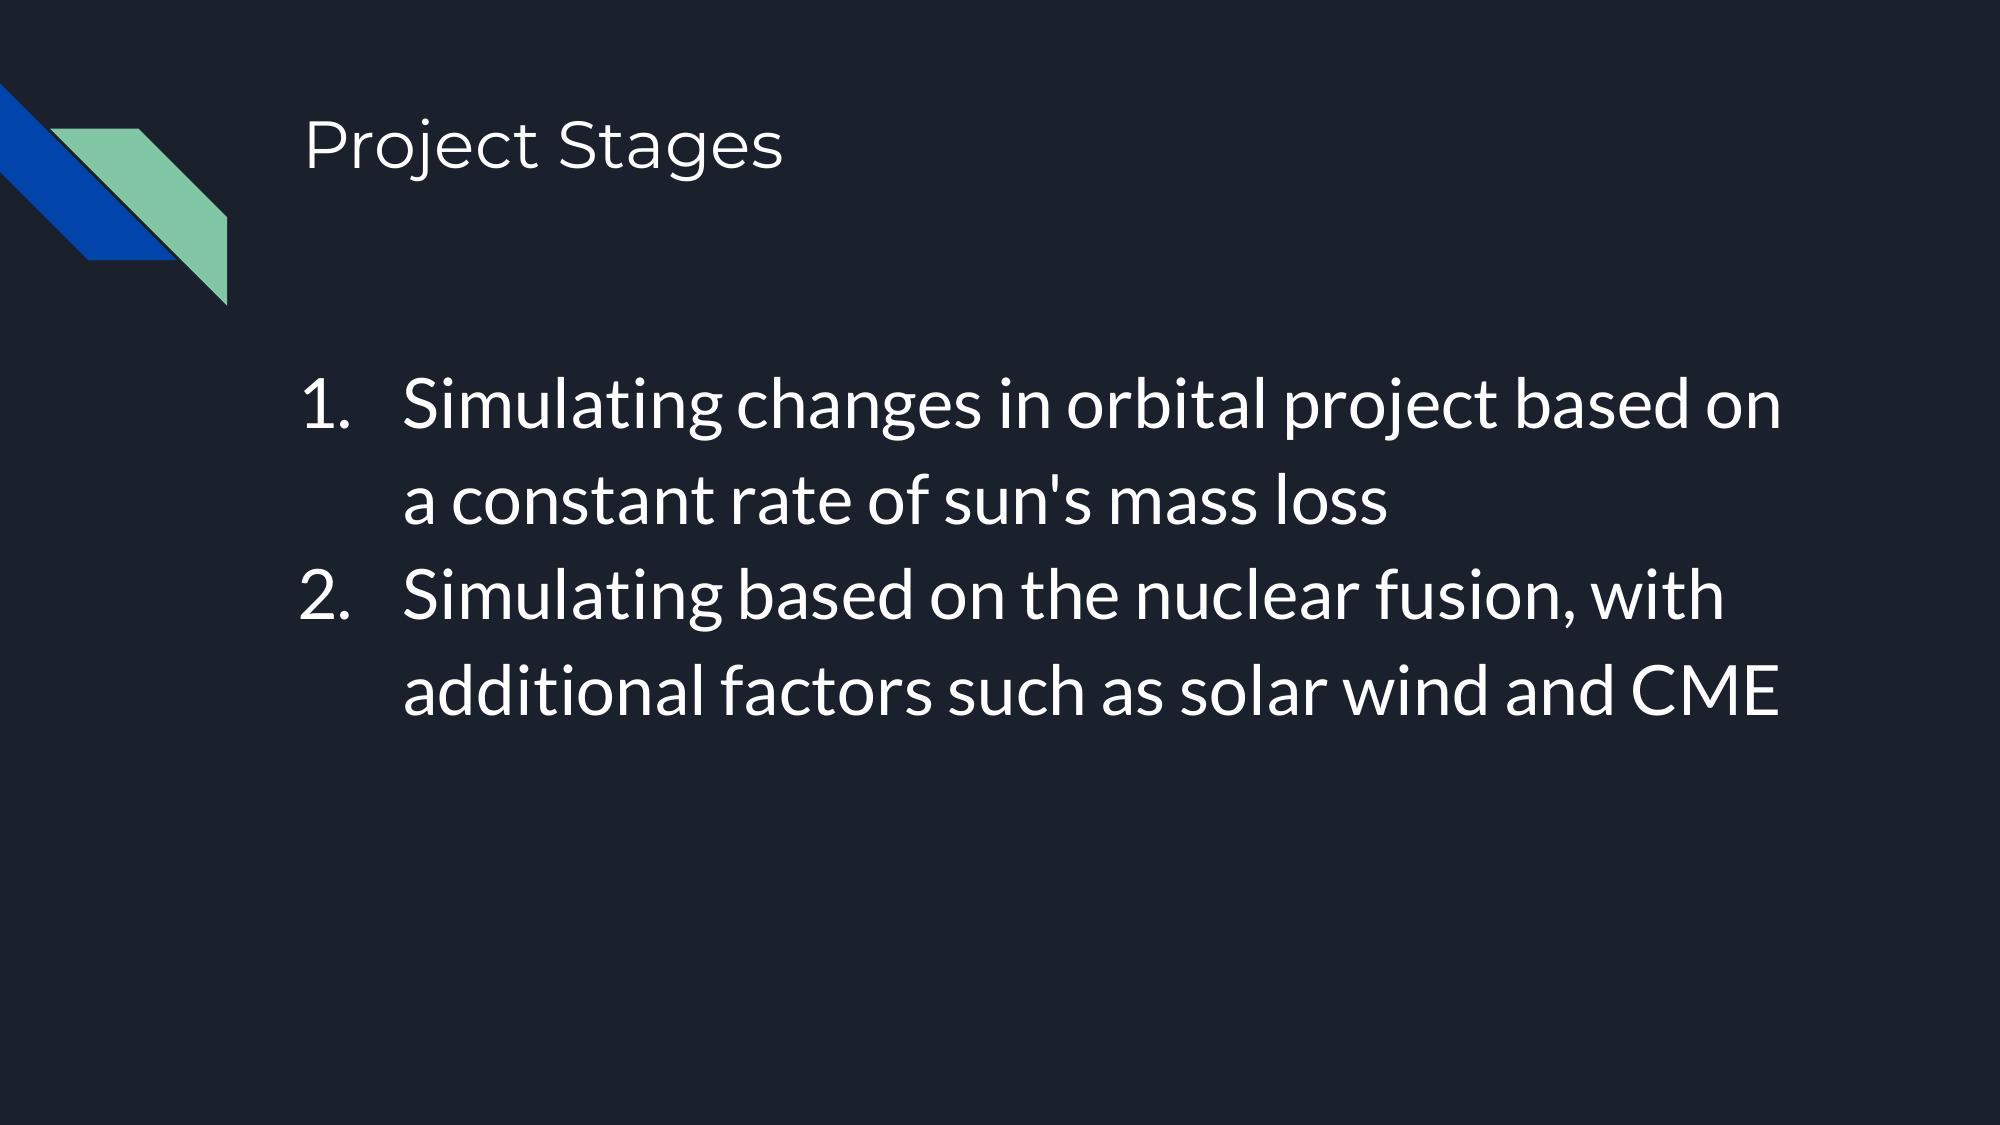 Project Stages
1. Simulating changes in orbital project based on
a constant rate of sun's mass loss
2. Simulating based on the nuclear fusion, with
additional factors such as solar wind and CME